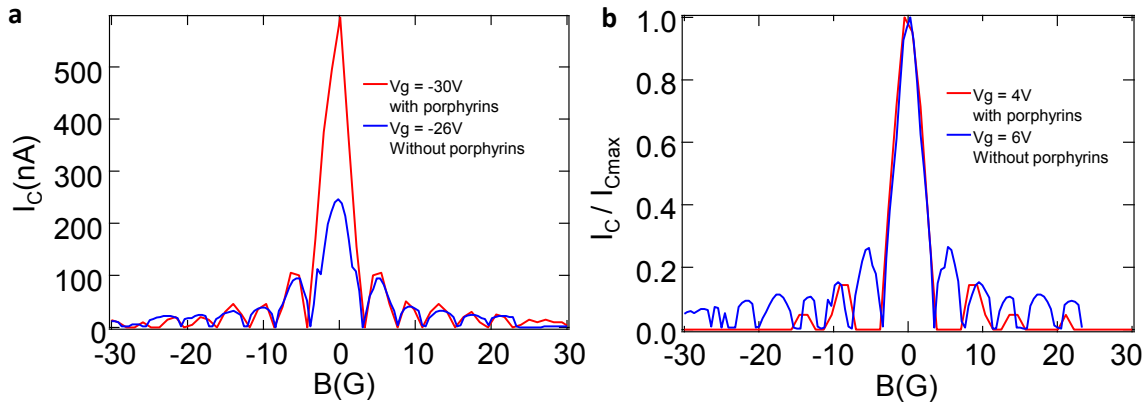 a
I_C(nA)
500
400
300
200
100
0
-30
-20
-10
0
10
20
30
B(G)
Vg = -30V
with porphyrins
Vg = -26V
Without porphyrins
b
I_C / I_Cmax
1.0
0.8
0.6
0.4
0.2
0.0
-30
-20
-10
0
10
20
30
B(G)
Vg = 4V
with porphyrins
Vg = 6V
Without porphyrins